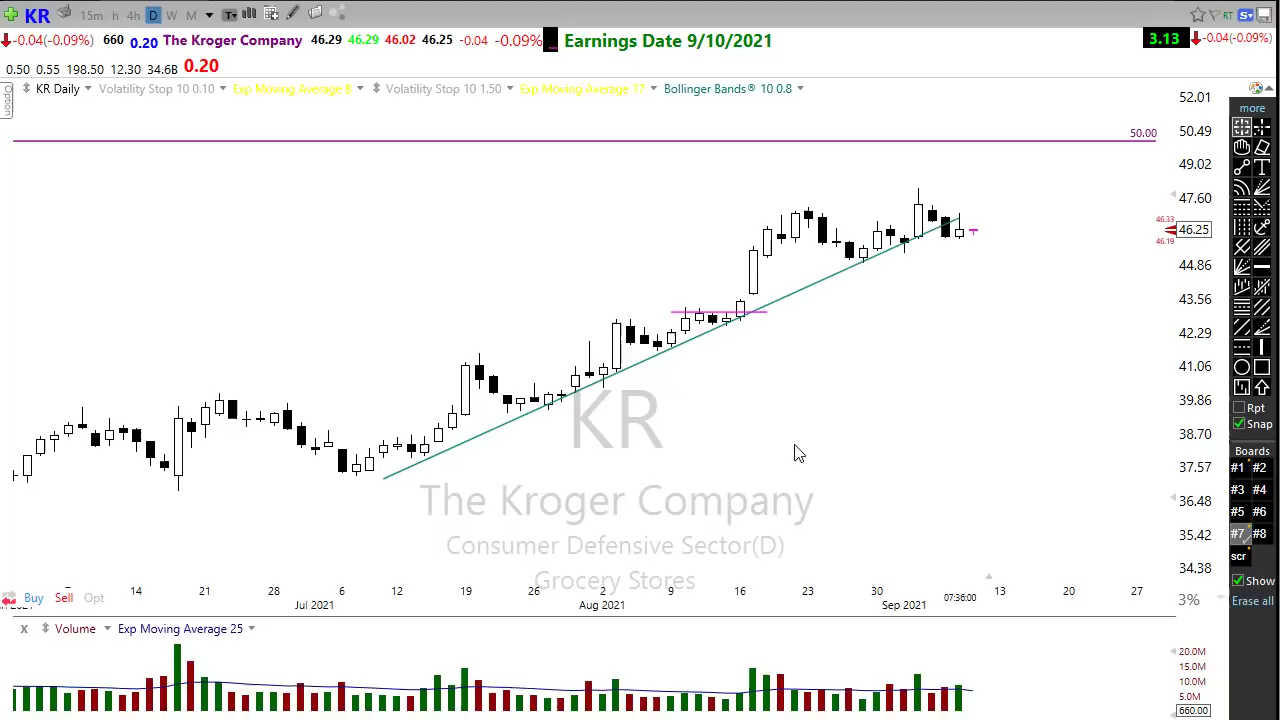 KR 15m h 4h D W M T RT S
-0.04(-0.09%) 660 0.20 The Kroger Company 46.29 46.29 46.02 46.25 -0.04 -0.09% Earnings Date 9/10/2021 3.13 -0.04(-0.09%)
0.50 0.55 198.50 12.30 34.6B 0.20
Option
KR Daily Volatility Stop 10 0.10 Exp Moving Average 8 Volatility Stop 10 1.50 Exp Moving Average 17 Bollinger Bands® 10 0.8
52.01
more
50.00
50.49
49.02
47.60
46.33
46.25
46.19
44.86
43.56
42.29
41.06
39.86
38.70
37.57
36.48
35.42
34.38
KR
The Kroger Company
Consumer Defensive Sector(D)
Grocery Stores
Rpt
Snap
Boards
#1 #2
#3 #4
#5 #6
#7 #8
scr
Show
Erase all
14 21 28 6 12 19 26 2 9 16 23 30 07:36:00 13 20 27
Jul 2021 Aug 2021 Sep 2021
Buy Sell Opt
3%
X Volume Exp Moving Average 25
20.0M
15.0M
10.0M
5.0M
660.00